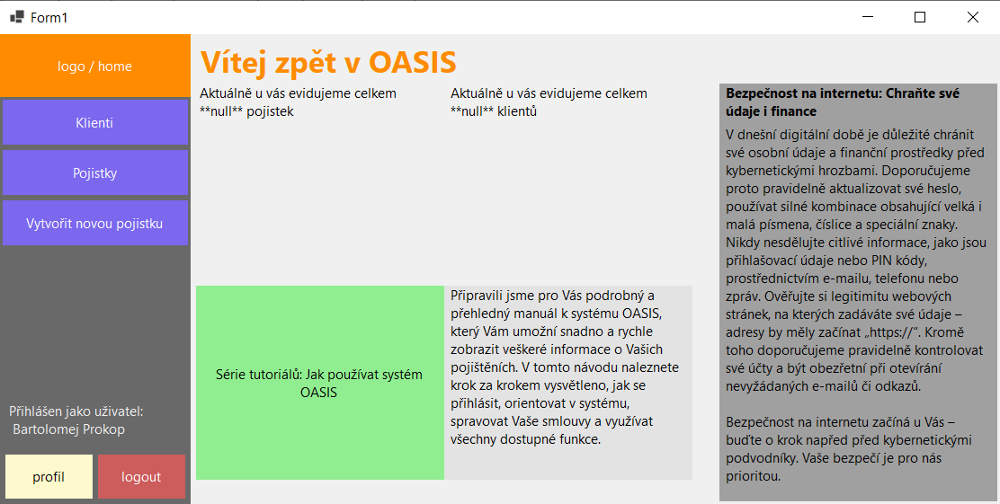 Form1
logo / home
Klienti
Pojistky
Vytvořit novou pojistku
Přihlášen jako uživatel:
Bartolomej Prokop
profil
logout
Vítej zpět v OASIS
Aktuálně u vás evidujeme celkem
**null** pojistek
Aktuálně u vás evidujeme celkem
**null** klientů
Série tutoriálů: Jak používat systém
OASIS
Připravili jsme pro Vás podrobný a
přehledný manuál k systému OASIS,
který Vám umožní snadno a rychle
zobrazit veškeré informace o Vašich
pojištěních. V tomto návodu naleznete
krok za krokem vysvětleno, jak se
přihlásit, orientovat v systému,
spravovat Vaše smlouvy a využívat
všechny dostupné funkce.
Bezpečnost na internetu: Chraňte své
údaje i finance
V dnešní digitální době je důležité chránit
své osobní údaje a finanční prostředky před
kybernetickými hrozbami. Doporučujeme
proto pravidelně aktualizovat své heslo,
používat silné kombinace obsahující velká i
malá písmena, číslice a speciální znaky.
Nikdy nesdělujte citlivé informace, jako jsou
přihlašovací údaje nebo PIN kódy,
prostřednictvím e-mailu, telefonu nebo
zpráv. Ověřujte si legitimitu webových
stránek, na kterých zadáváte své údaje –
adresy by měly začínat „https://“. Kromě
toho doporučujeme pravidelně kontrolovat
své účty a být obezřetní při otevírání
nevyžádaných e-mailů či odkazů.
Bezpečnost na internetu začíná u Vás –
buďte o krok napřed před kybernetickými
podvodníky. Vaše bezpečí je pro nás
prioritou.